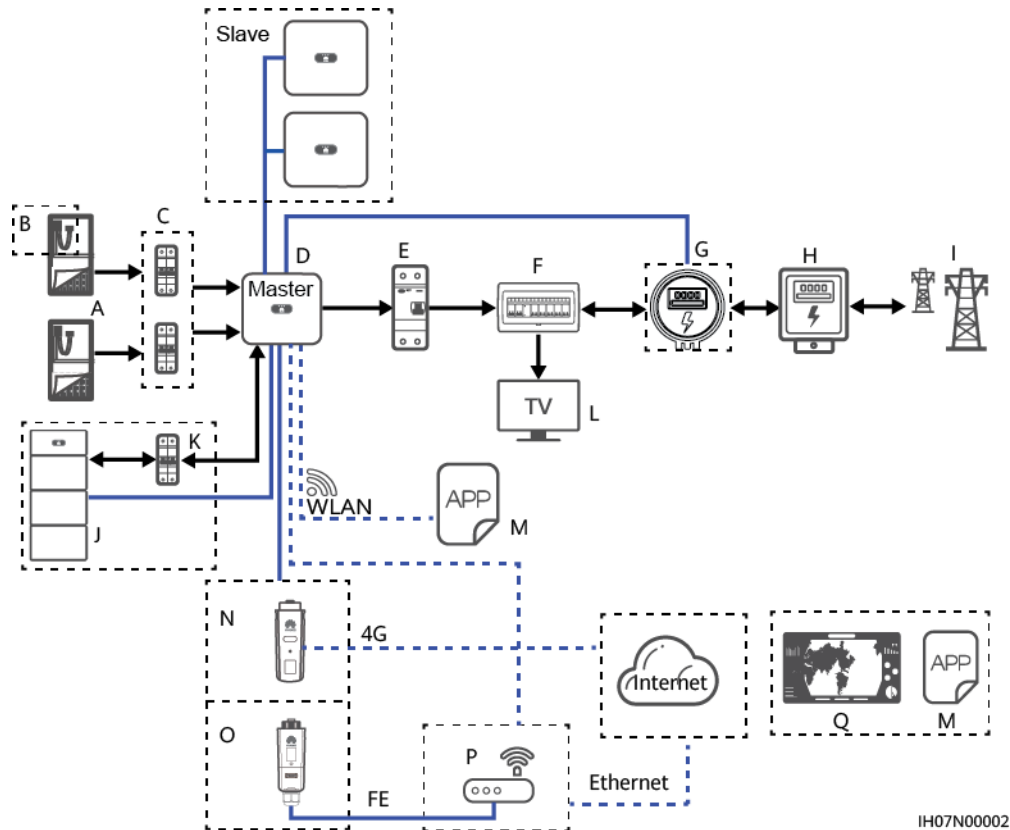 Slave
B
C
A
D
Master
E
F
G
H
I
TV
L
K
J
WLAN
APP
M
N
4G
Internet
APP
Q
M
O
P
FE
Ethernet
IH07N00002